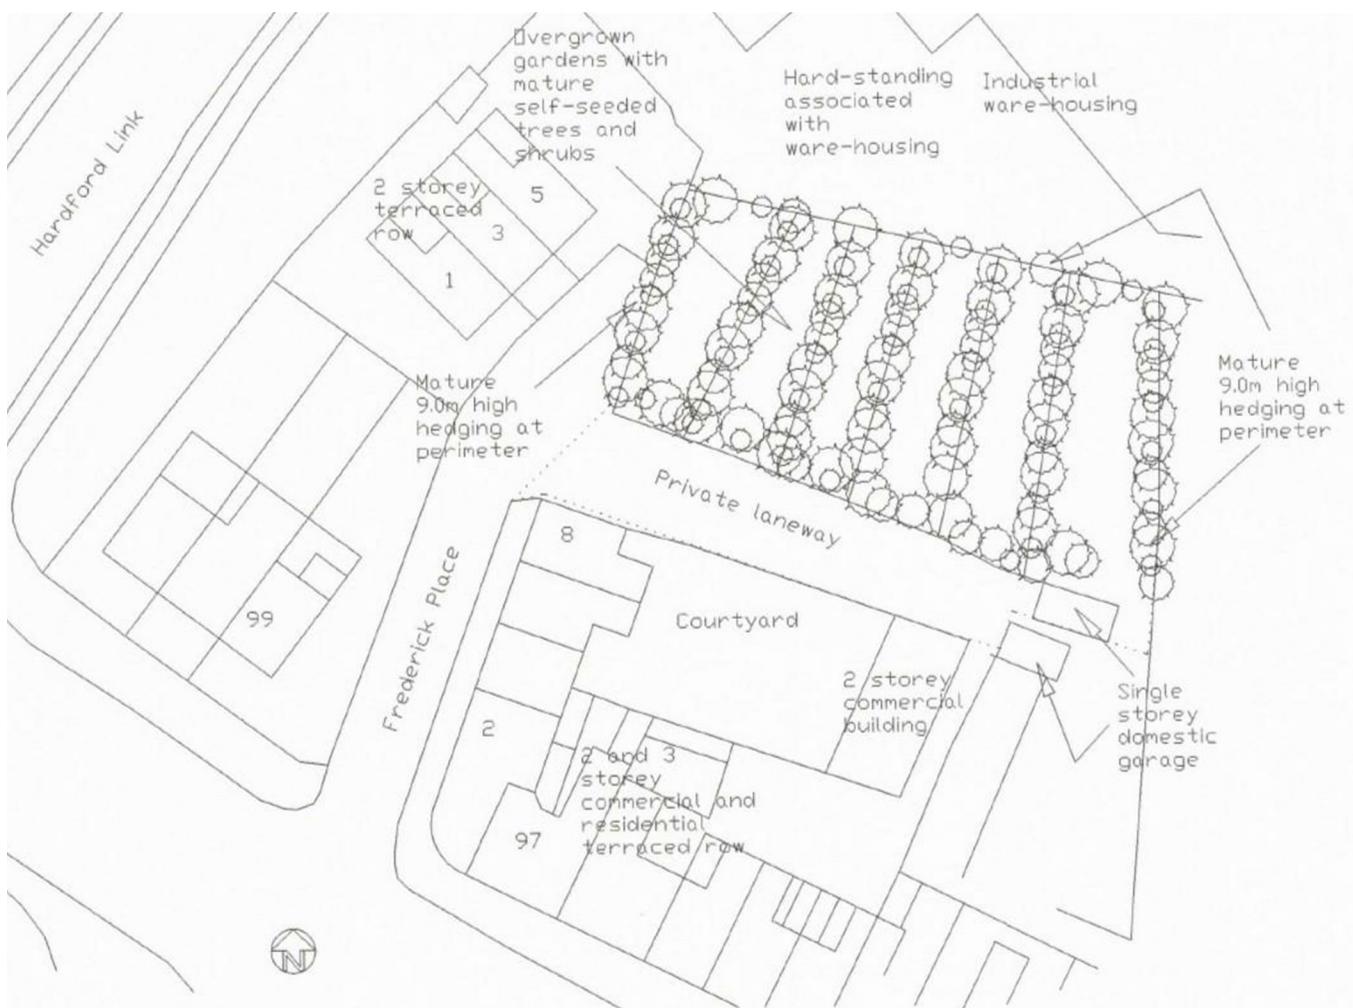 Overgrown
gardens with
mature
self-seeded
trees and
shrubs
Hard-standing
associated
with
ware-housing
Industrial
ware-housing
Hardford Link
2 storey
terraced
row
5
3
1
Mature
9.0m high
hedging at
perimeter
Mature
9.0m high
hedging at
perimeter
Private laneway
8
Courtyard
99
Frederick Place
2 storey
commercial
building
Single
storey
domestic
garage
2
2 and 3
storey
commercial and
residential
terraced row
97
N